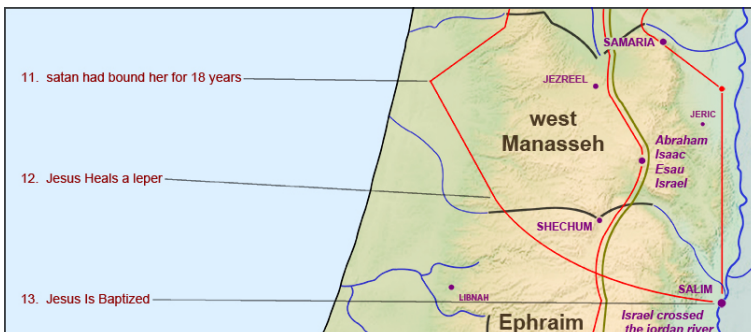 SAMARIA
11. satan had bound her for 18 years
JEZREEL
west
Manasseh
JERIC
Abraham
Isaac
Esau
Israel
12. Jesus Heals a leper
SHECHUM
SALIM
13. Jesus Is Baptized
LIBNAH
Ephraim
Israel crossed
the jordan river